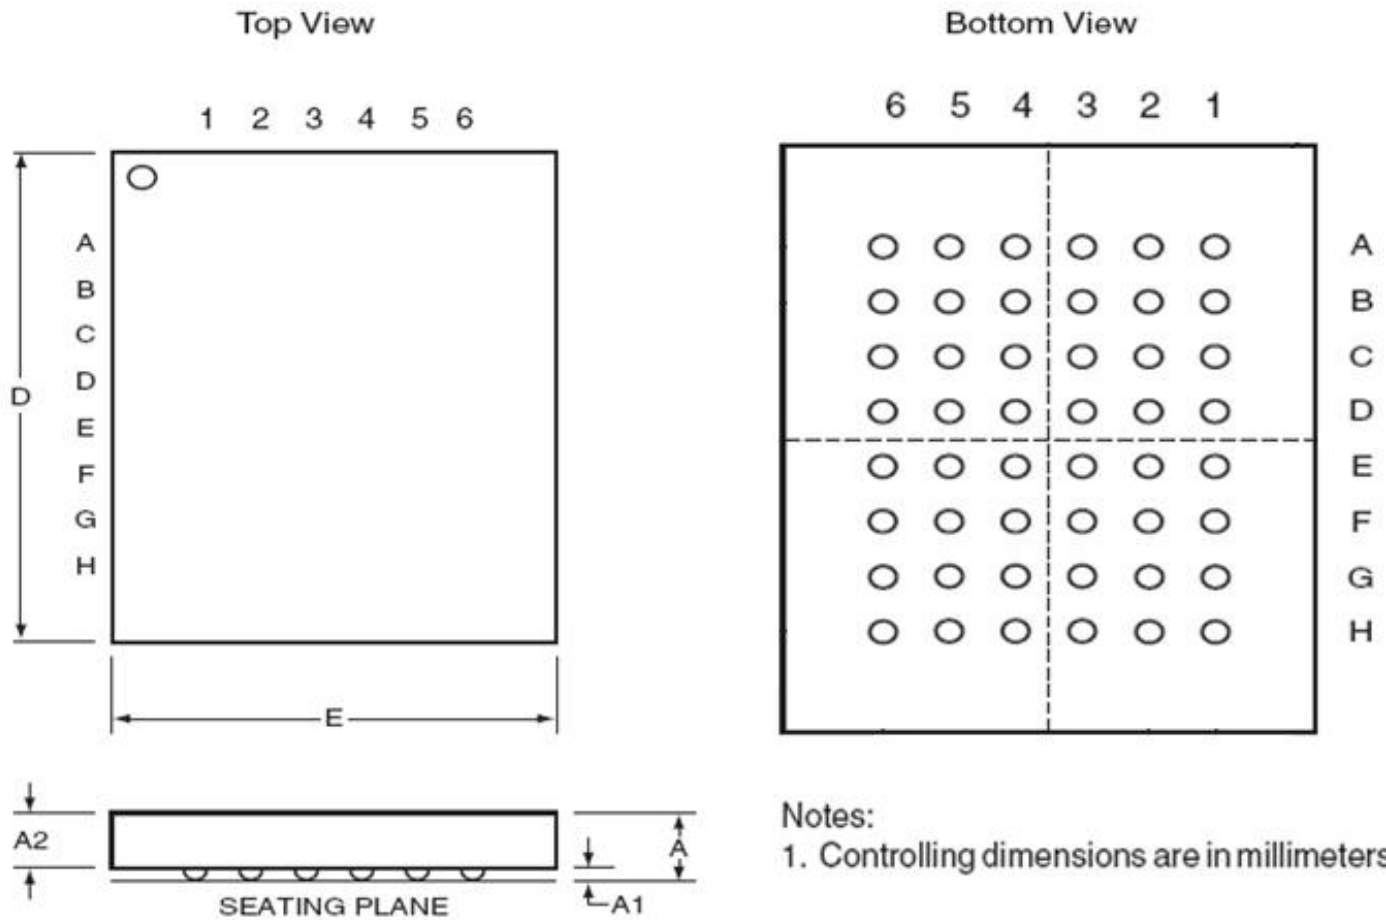 Top View
1 2 3 4 5 6
A
B
C
D
E
F
G
H
D
E
A2
A
A1
SEATING PLANE
Bottom View
6 5 4 3 2 1
A
B
C
D
E
F
G
H
Notes:
1. Controlling dimensions are in millimeters